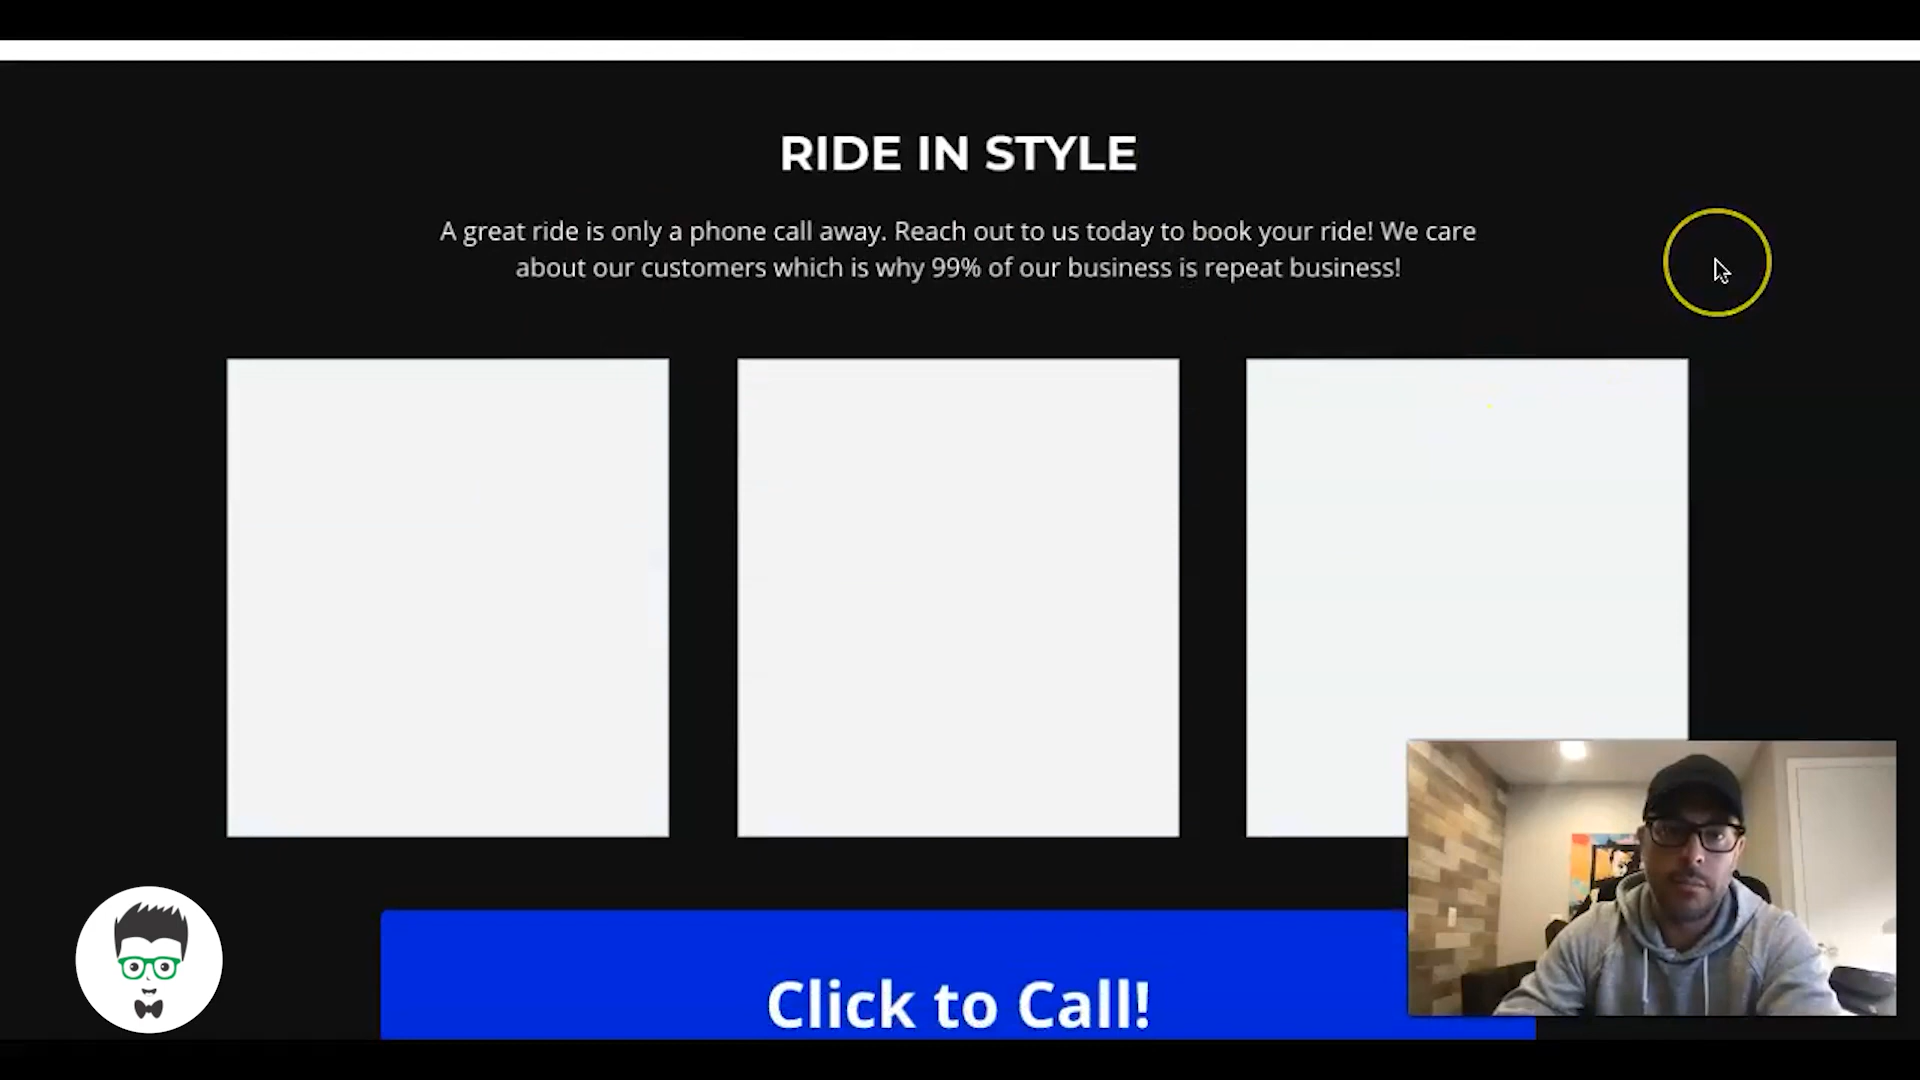 RIDE IN STYLE
A great ride is only a phone call away. Reach out to us today to book your ride! We care
about our customers which is why 99% of our business is repeat business!
Click to Call!